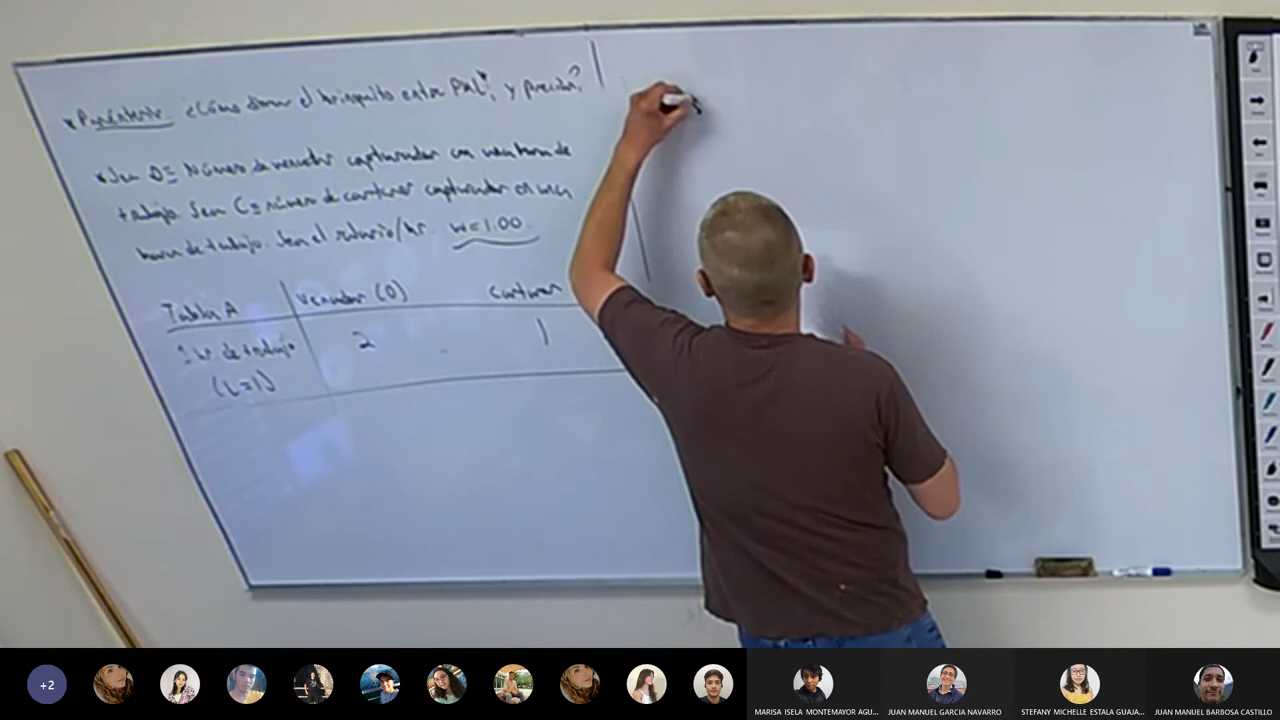 * Paréntesis: ¿Cómo dar el brinquito entre PML*i y precios?
* Sea D ≡ Número de venados capturados en una hora de
trabajo. Sea C ≡ número de castores capturados en una
hora de trabajo. Sea el salario/hr. w = 1.00
Tabla A | Venados (D) castores
1 hr de trabajo 2 1
(L=1)
+2
MARISA ISELA MONTEMAYOR AGU...
JUAN MANUEL GARCIA NAVARRO
STEFANY MICHELLE ESTALA GUAJA...
JUAN MANUEL BARBOSA CASTILLO